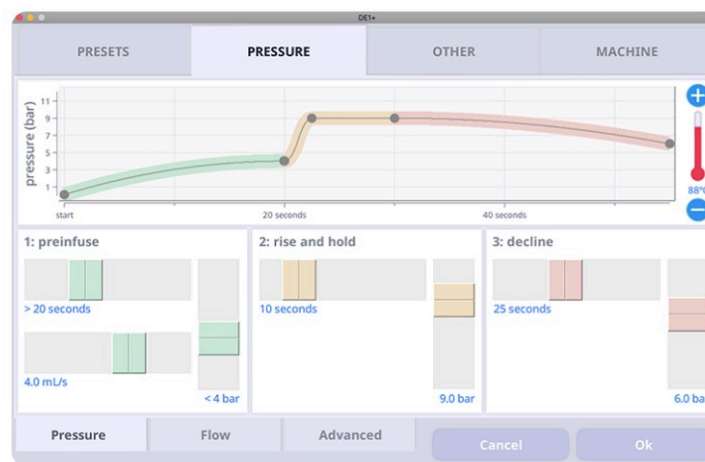 DE1+
PRESETS
PRESSURE
OTHER
MACHINE
pressure (bar)
11
9
7
5
3
1
start
20 seconds
40 seconds
88°
1: preinfuse
> 20 seconds
4.0 mL/s
< 4 bar
2: rise and hold
10 seconds
9.0 bar
3: decline
25 seconds
6.0 ba
Pressure
Flow
Advanced
Cancel
Ok